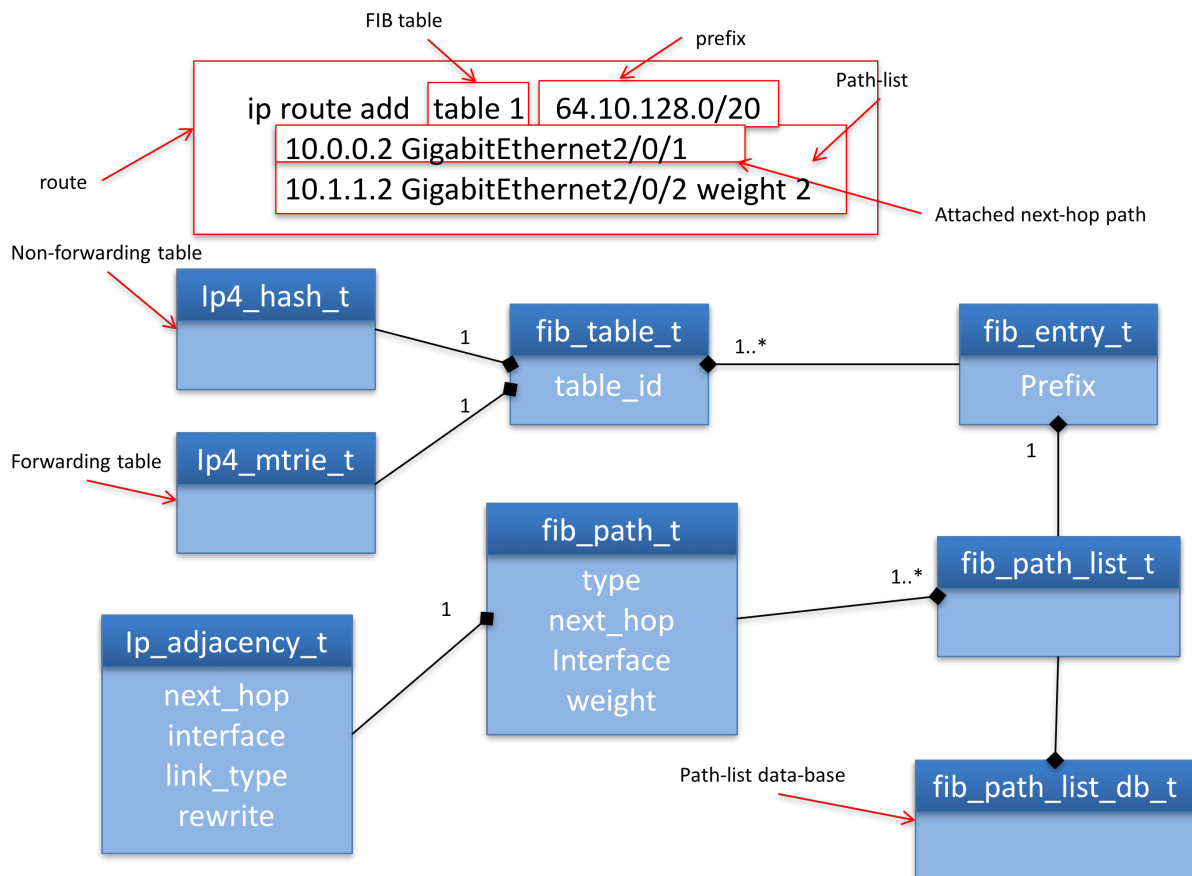 FIB table
prefix
Path-list
ip route add table 1 64.10.128.0/20
10.0.0.2 GigabitEthernet2/0/1
10.1.1.2 GigabitEthernet2/0/2 weight 2
route
Attached next-hop path
Non-forwarding table
Ip4_hash_t
1
fib_table_t
table_id
1..*
fib_entry_t
Prefix
1
1
Forwarding table
Ip4_mtrie_t
fib_path_t
type
next_hop
Interface
weight
1..*
fib_path_list_t
1
Ip_adjacency_t
next_hop
interface
link_type
rewrite
Path-list data-base
fib_path_list_db_t